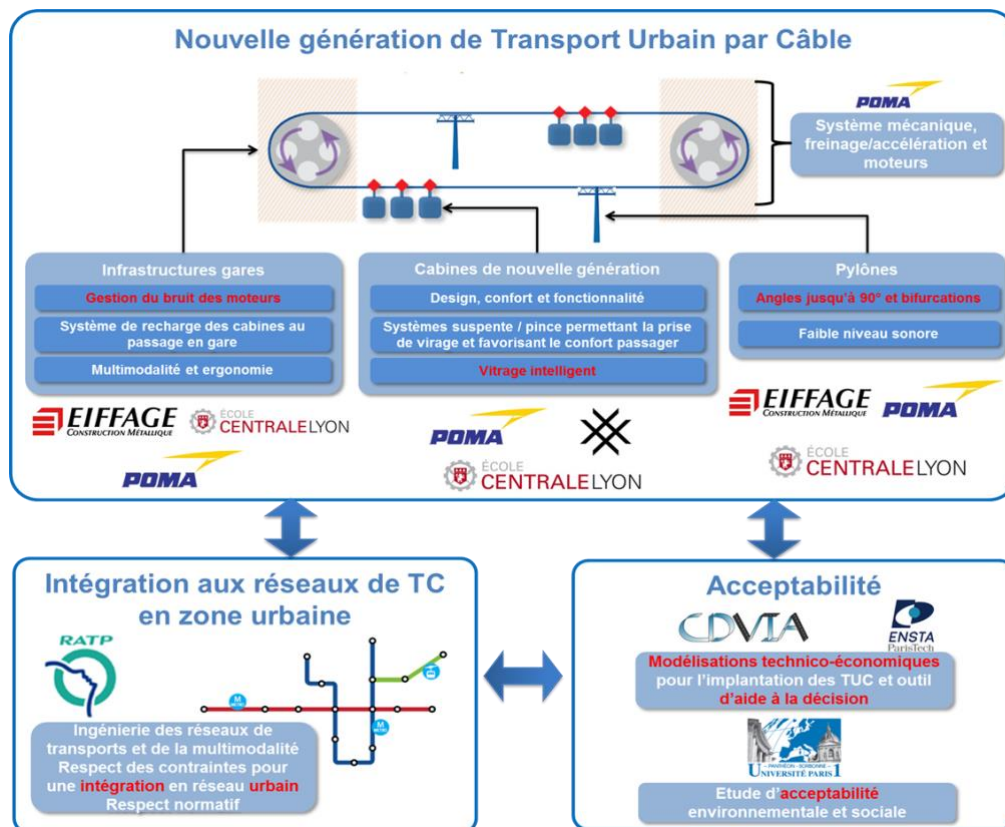 Nouvelle génération de Transport Urbain par Câble
POMA
Système mécanique,
freinage/accélération et
moteurs
Infrastructures gares
Gestion du bruit des moteurs
Système de recharge des cabines au
passage en gare
Multimodalité et ergonomie
Cabines de nouvelle génération
Design, confort et fonctionnalité
Systèmes suspente / pince permettant la prise
de virage et favorisant le confort passager
Vitrage intelligent
Pylônes
Angles jusqu'à 90° et bifurcations
Faible niveau sonore
EIFFAGE
CONSTRUCTION MÉTALLIQUE
ÉCOLE
CENTRALELYON
POMA
POMA
ÉCOLE
CENTRALELYON
EIFFAGE
CONSTRUCTION MÉTALLIQUE
POMA
ÉCOLE
CENTRALELYON
Intégration aux réseaux de TC
en zone urbaine
RATP
M
M
Ingénierie des réseaux de
transports et de la multimodalité
Respect des contraintes pour
une intégration en réseau urbain
Respect normatif
Acceptabilité
CDVIA
ENSTA
ParisTech
Modélisations technico-économiques
pour l'implantation des TUC et outil
d'aide à la décision
PANTHÉON - SORBONNE
UNIVERSITÉ PARIS 1
Etude d'acceptabilité
environnementale et sociale